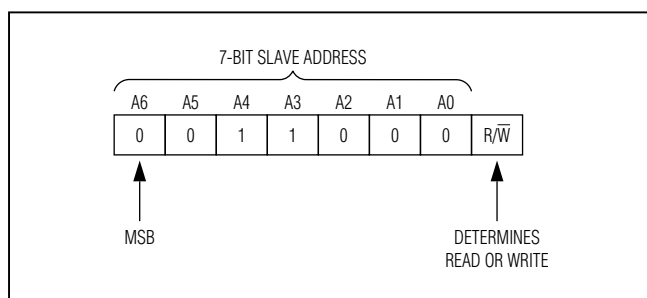 7-BIT SLAVE ADDRESS
A6 A5 A4 A3 A2 A1 A0
0 0 1 1 0 0 0 R/W̅
MSB
DETERMINES
READ OR WRITE